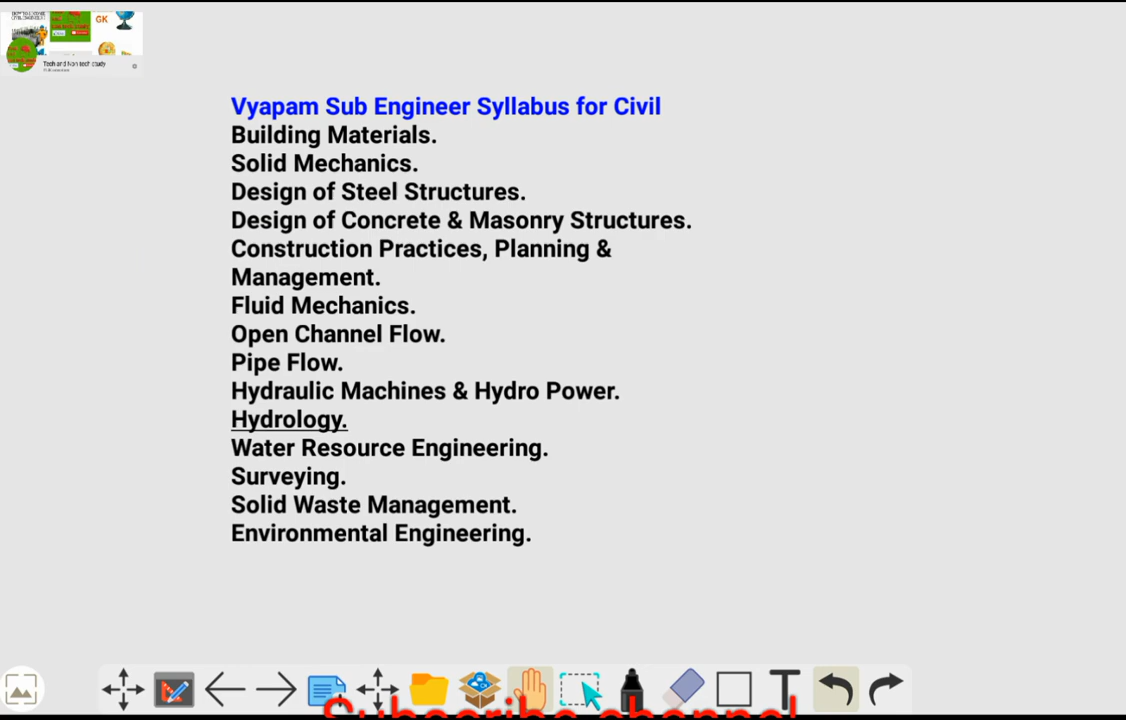 GK
Tech and Non tech study
Vyapam Sub Engineer Syllabus for Civil
Building Materials.
Solid Mechanics.
Design of Steel Structures.
Design of Concrete & Masonry Structures.
Construction Practices, Planning &
Management.
Fluid Mechanics.
Open Channel Flow.
Pipe Flow.
Hydraulic Machines & Hydro Power.
Hydrology.
Water Resource Engineering.
Surveying.
Solid Waste Management.
Environmental Engineering.
T
Subscribe channel